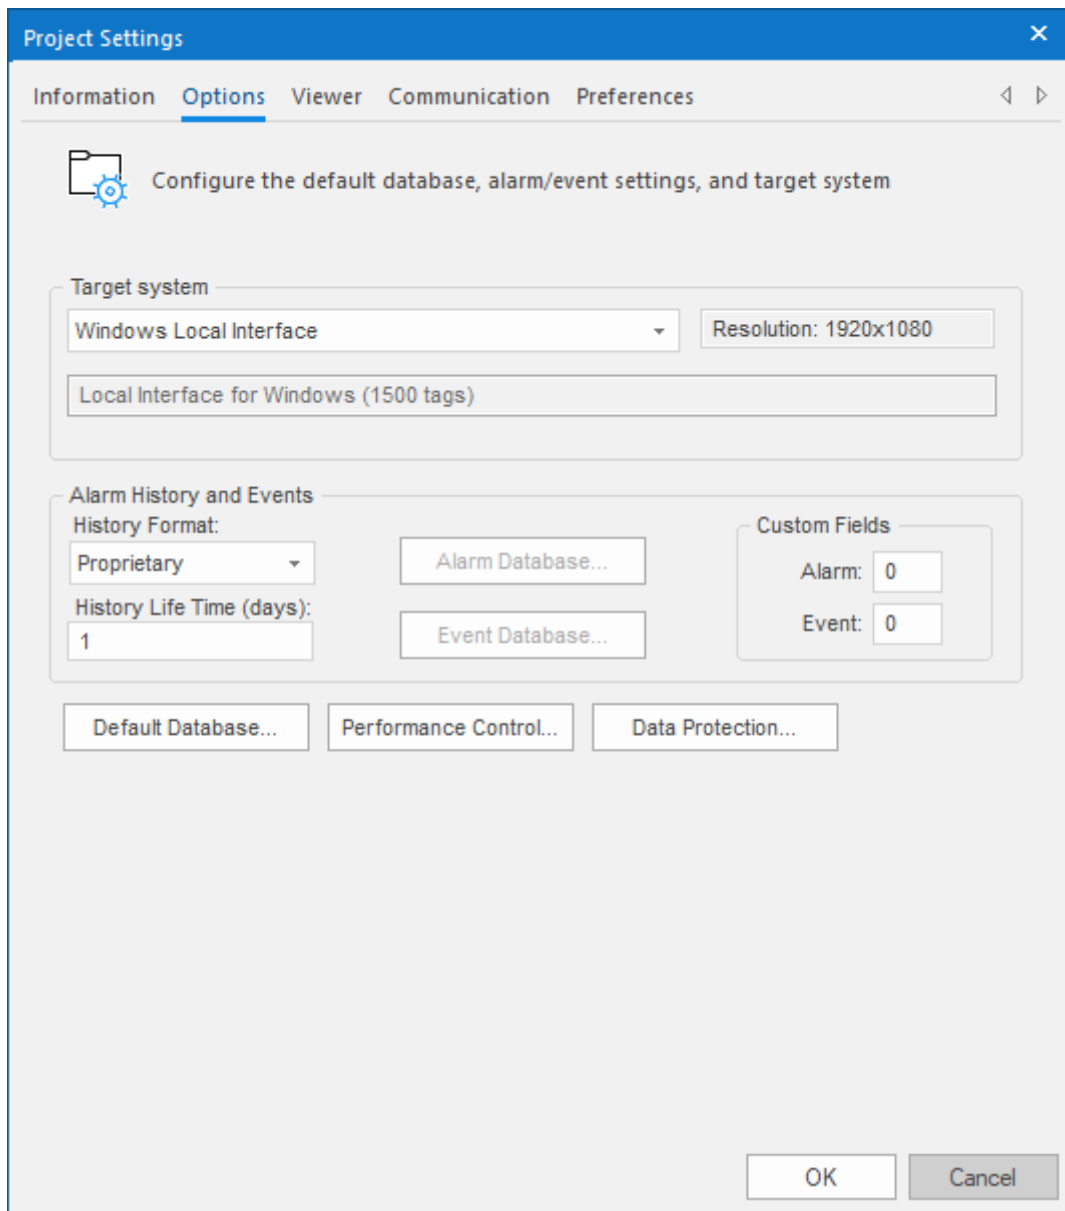 Project Settings
Information Options Viewer Communication Preferences
Configure the default database, alarm/event settings, and target system
Target system
Windows Local Interface
Resolution: 1920x1080
Local Interface for Windows (1500 tags)
Alarm History and Events
History Format:
Proprietary
History Life Time (days):
1
Alarm Database...
Event Database...
Custom Fields
Alarm: 0
Event: 0
Default Database... Performance Control... Data Protection...
OK Cancel